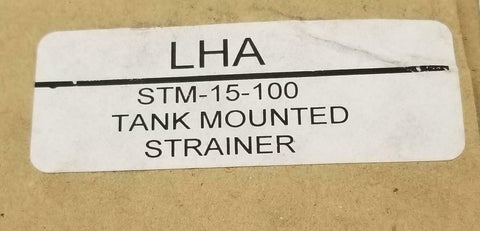 LHA
STM-15-100
TANK MOUNTED
STRAINER